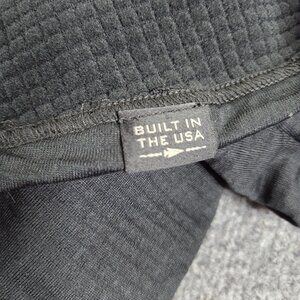 BUILT IN
THE USA